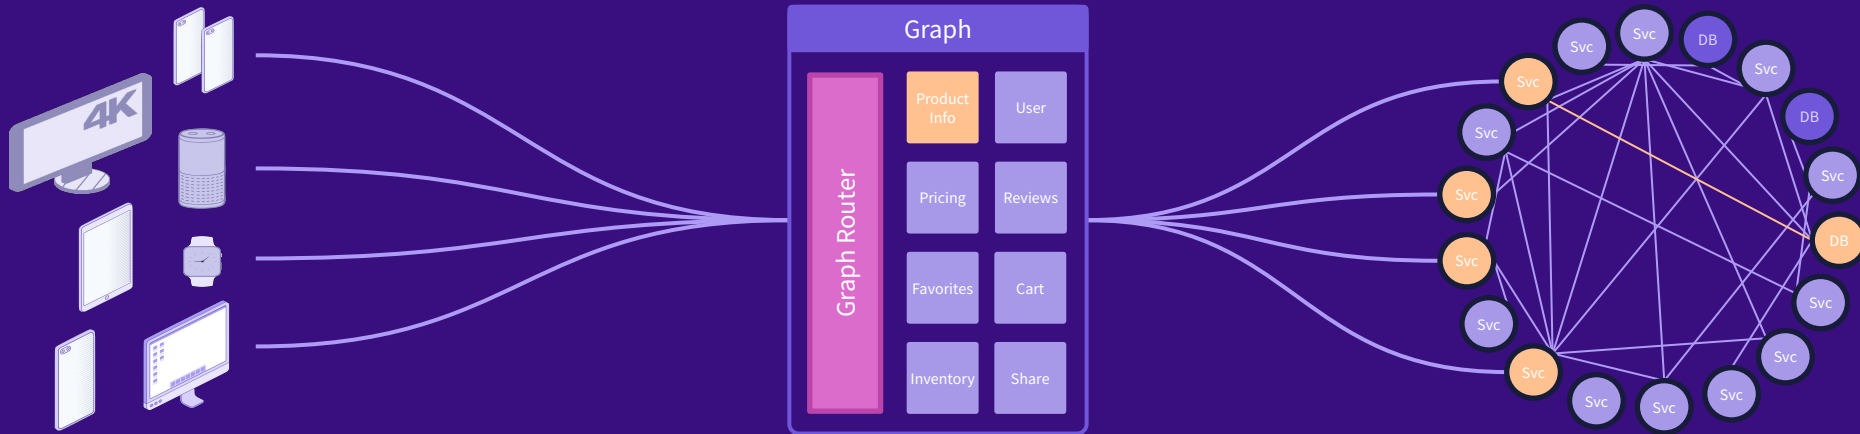 4K
Graph
Graph Router
Product
Info
User
Pricing
Reviews
Favorites
Cart
Inventory
Share
Svc
Svc
DB
Svc
Svc
Svc
DB
Svc
Svc
Svc
DB
Svc
Svc
Svc
Svc
Svc
Svc
Svc
Svc